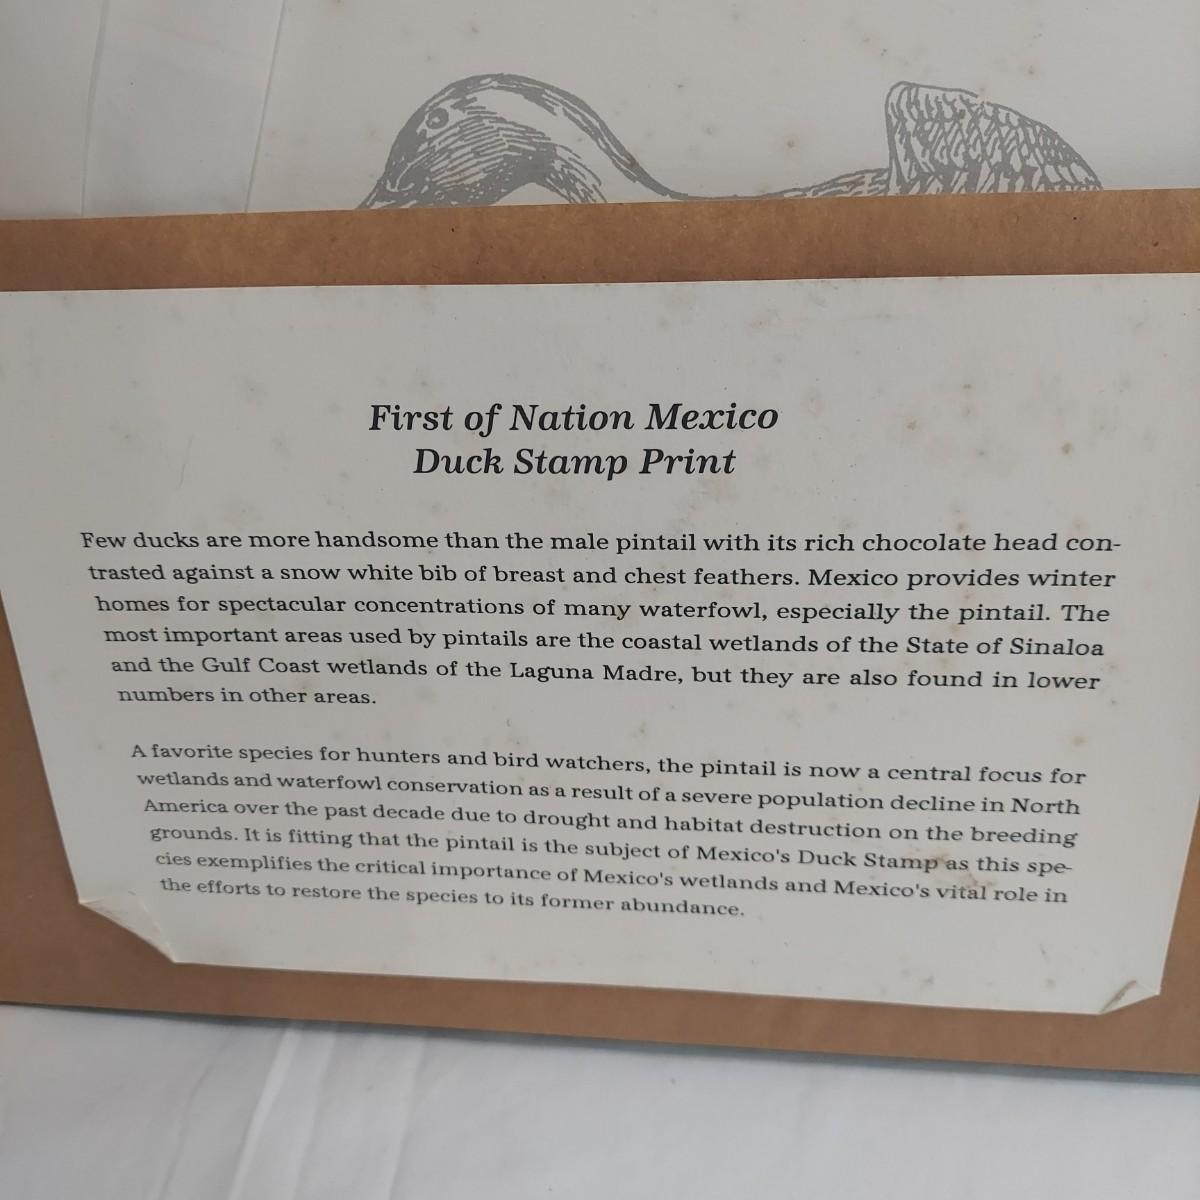 First of Nation Mexico
Duck Stamp Print
Few ducks are more handsome than the male pintail with its rich chocolate head con-
trasted against a snow white bib of breast and chest feathers. Mexico provides winter
homes for spectacular concentrations of many waterfowl, especially the pintail. The
most important areas used by pintails are the coastal wetlands of the State of Sinaloa
and the Gulf Coast wetlands of the Laguna Madre, but they are also found in lower
numbers in other areas.
A favorite species for hunters and bird watchers, the pintail is now a central focus for
wetlands and waterfowl conservation as a result of a severe population decline in North
America over the past decade due to drought and habitat destruction on the breeding
grounds. It is fitting that the pintail is the subject of Mexico's Duck Stamp as this spe-
cies exemplifies the critical importance of Mexico's wetlands and Mexico's vital role in
the efforts to restore the species to its former abundance.